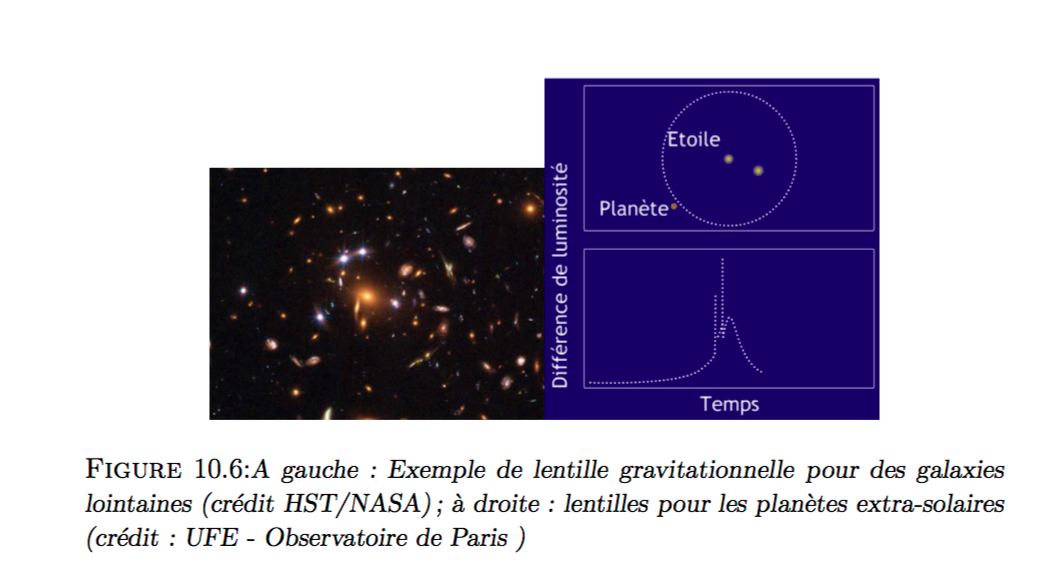 Etoile
Planète
Différence de luminosité
Temps
FIGURE 10.6:A gauche : Exemple de lentille gravitationnelle pour des galaxies
lointaines (crédit HST/NASA) ; à droite : lentilles pour les planètes extra-solaires
(crédit : UFE - Observatoire de Paris )